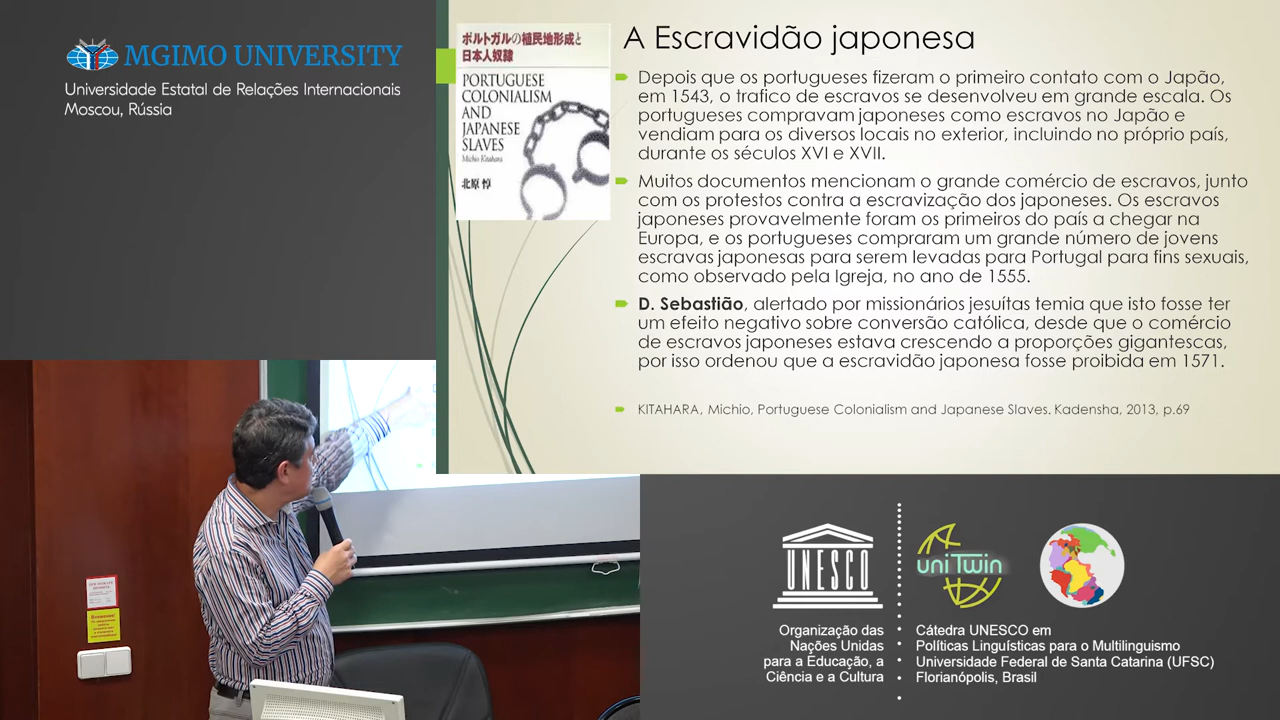 MGIMO UNIVERSITY
Universidade Estatal de Relações Internacionais
Moscou, Rússia
ポルトガルの植民地形成と
日本人奴隷
PORTUGUESE
COLONIALISM
AND
JAPANESE
SLAVES
Michio Kitahara
北原 惇
A Escravidão japonesa
Depois que os portugueses fizeram o primeiro contato com o Japão,
em 1543, o trafico de escravos se desenvolveu em grande escala. Os
portugueses compravam japoneses como escravos no Japão e
vendiam para os diversos locais no exterior, incluindo no próprio país,
durante os séculos XVI e XVII.
Muitos documentos mencionam o grande comércio de escravos, junto
com os protestos contra a escravização dos japoneses. Os escravos
japoneses provavelmente foram os primeiros do país a chegar na
Europa, e os portugueses compraram um grande número de jovens
escravas japonesas para serem levadas para Portugal para fins sexuais,
como observado pela Igreja, no ano de 1555.
D. Sebastião, alertado por missionários jesuítas temia que isto fosse ter
um efeito negativo sobre conversão católica, desde que o comércio
de escravos japoneses estava crescendo a proporções gigantescas,
por isso ordenou que a escravidão japonesa fosse proibida em 1571.
KITAHARA, Michio, Portuguese Colonialism and Japanese Slaves. Kadensha, 2013, p.69
UNESCO
uniTwin
Organização das
Nações Unidas
para a Educação, a
Ciência e a Cultura
Cátedra UNESCO em
Políticas Linguísticas para o Multilinguismo
Universidade Federal de Santa Catarina (UFSC)
Florianópolis, Brasil